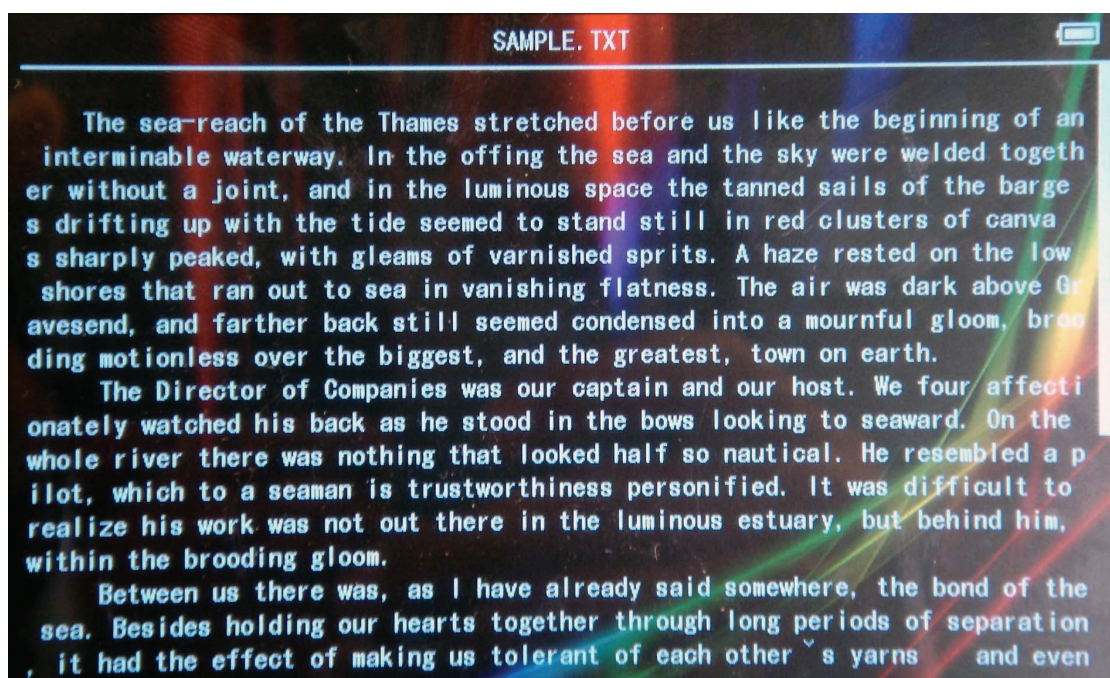 SAMPLE.TXT
The sea-reach of the Thames stretched before us like the beginning of an
interminable waterway. In the offing the sea and the sky were welded togeth
er without a joint, and in the luminous space the tanned sails of the barge
s drifting up with the tide seemed to stand still in red clusters of canva
s sharply peaked, with gleams of varnished sprits. A haze rested on the low
shores that ran out to sea in vanishing flatness. The air was dark above Gr
avesend, and farther back still seemed condensed into a mournful gloom, broo
ding motionless over the biggest, and the greatest, town on earth.
The Director of Companies was our captain and our host. We four affecti
onately watched his back as he stood in the bows looking to seaward. On the
whole river there was nothing that looked half so nautical. He resembled a p
ilot, which to a seaman is trustworthiness personified. It was difficult to
realize his work was not out there in the luminous estuary, but behind him,
within the brooding gloom.
Between us there was, as I have already said somewhere, the bond of the
sea. Besides holding our hearts together through long periods of separation
, it had the effect of making us tolerant of each other ˇs yarns  and even